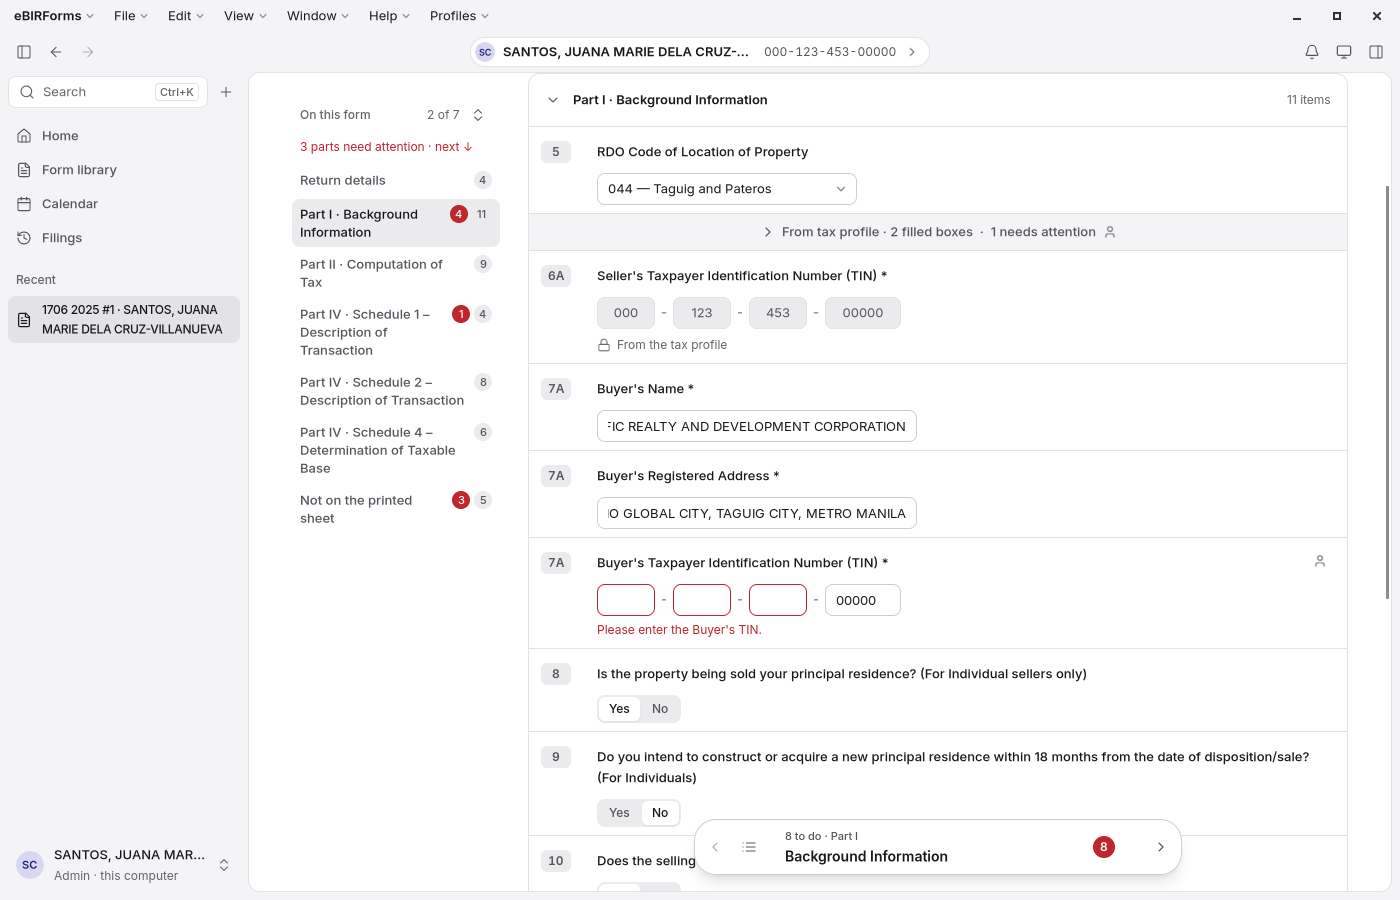 eBIRForms File Edit View Window Help Profiles
SC SANTOS, JUANA MARIE DELA CRUZ-... 000-123-453-00000
Search Ctrl+K
Home
Form library
Calendar
Filings
Recent
1706 2025 #1 · SANTOS, JUANA
MARIE DELA CRUZ-VILLANUEVA
SC SANTOS, JUANA MAR...
Admin · this computer
On this form 2 of 7
3 parts need attention · next ↓
Return details 4
Part I · Background 4 11
Information
Part II · Computation of 9
Tax
Part IV · Schedule 1 – 1 4
Description of
Transaction
Part IV · Schedule 2 – 8
Description of Transaction
Part IV · Schedule 4 – 6
Determination of Taxable
Base
Not on the printed 3 5
sheet
Part I · Background Information 11 items
5 RDO Code of Location of Property
044 — Taguig and Pateros
From tax profile · 2 filled boxes · 1 needs attention
6A Seller's Taxpayer Identification Number (TIN) *
000 - 123 - 453 - 00000
From the tax profile
7A Buyer's Name *
FIC REALTY AND DEVELOPMENT CORPORATION
7A Buyer's Registered Address *
IO GLOBAL CITY, TAGUIG CITY, METRO MANILA
7A Buyer's Taxpayer Identification Number (TIN) *
- - - 00000
Please enter the Buyer's TIN.
8 Is the property being sold your principal residence? (For Individual sellers only)
Yes No
9 Do you intend to construct or acquire a new principal residence within 18 months from the date of disposition/sale?
(For Individuals)
Yes No
10 Does the selling
8 to do · Part I
Background Information 8